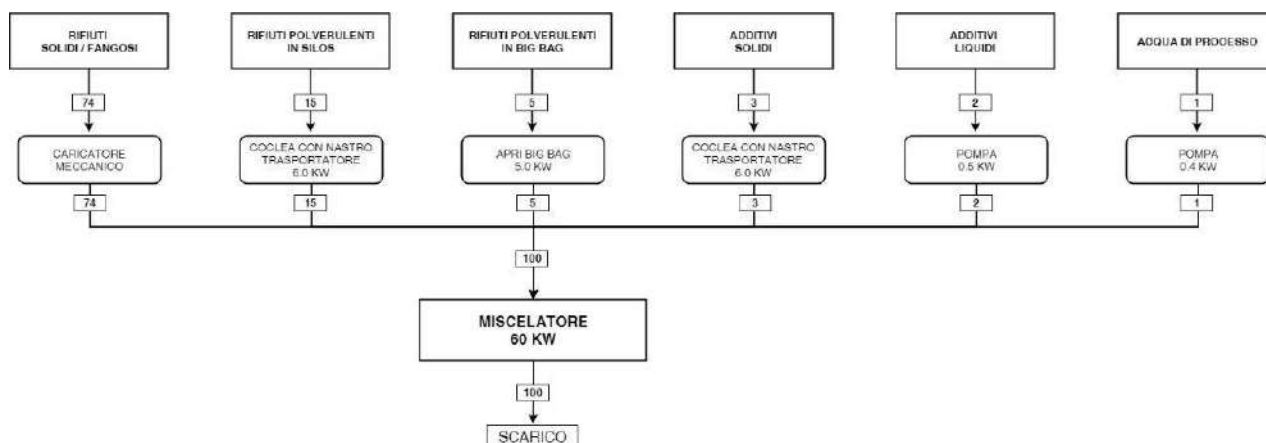 RIFIUTI
SOLIDI / FANGOSI
RIFIUTI POLVERULENTI
IN SILOS
RIFIUTI POLVERULENTI
IN BIG BAG
ADDITIVI
SOLIDI
ADDITIVI
LIQUIDI
ACQUA DI PROCESSO
74
15
5
3
2
1
CARICATORE
MECCANICO
COCLEA CON NASTRO
TRASPORTATORE
6.0 KW
APRI BIG BAG
5.0 KW
COCLEA CON NASTRO
TRASPORTATORE
6.0 KW
POMPA
0.5 KW
POMPA
0.4 KW
74
15
5
3
2
1
100
MISCELATORE
60 KW
100
SCARICO